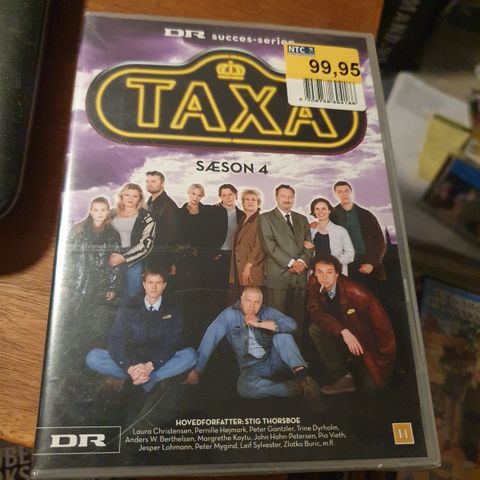 DR succes-serien
NTC
99,95
TAXA
SÆSON 4
HOVEDFORFATTER: STIG THORSBOE
Laura Christensen, Pernille Højmark, Peter Gantzler, Trine Dyrholm,
Anders W. Berthelsen, Margrethe Koytu, John Hahn-Petersen, Pia Vieth,
Jesper Lohmann, Peter Mygind, Leif Sylvester, Zlatko Buric, m.fl.
DR
11